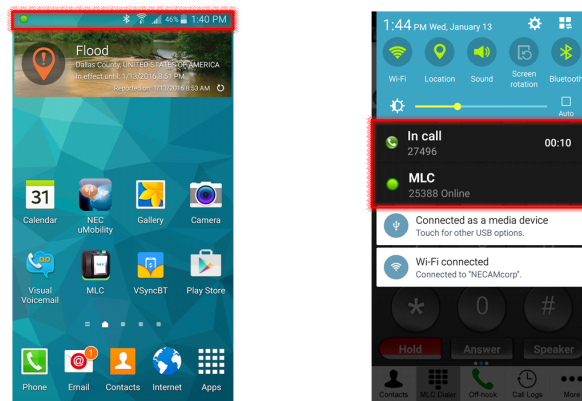 46% 1:40 PM
Flood
Dallas County, UNITED STATES OF AMERICA
In effect until: 1/13/2016 8:51 PM
Reported on: 1/13/2016 8:53 AM
31
Calendar
NEC uMobility
Gallery
Camera
Visual Voicemail
MLC
VSyncBT
Play Store
1
Phone
Email
Contacts
Internet
Apps
1:44 PM Wed, January 13
Wi-Fi
Location
Sound
Screen rotation
Bluetooth
Auto
In call 00:10
27496
MLC
25388 Online
Connected as a media device
Touch for other USB options.
Wi-Fi connected
Connected to "NECAMcorp".
* 0 #
Hold Answer Speaker
Contacts MLC Dialer Off-hook Call Logs More